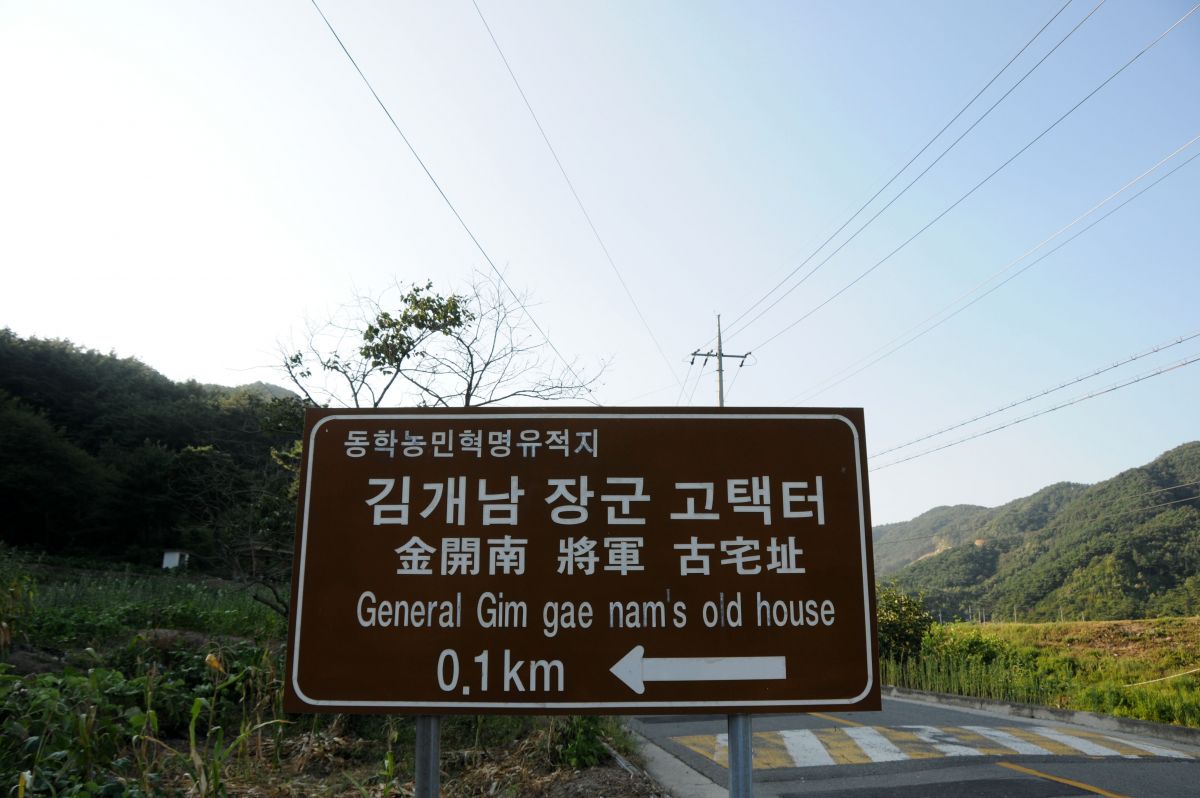 동학농민혁명유적지
김개남 장군 고택터
金開南 將軍 古宅址
General Gim gae nam's old house
0.1km